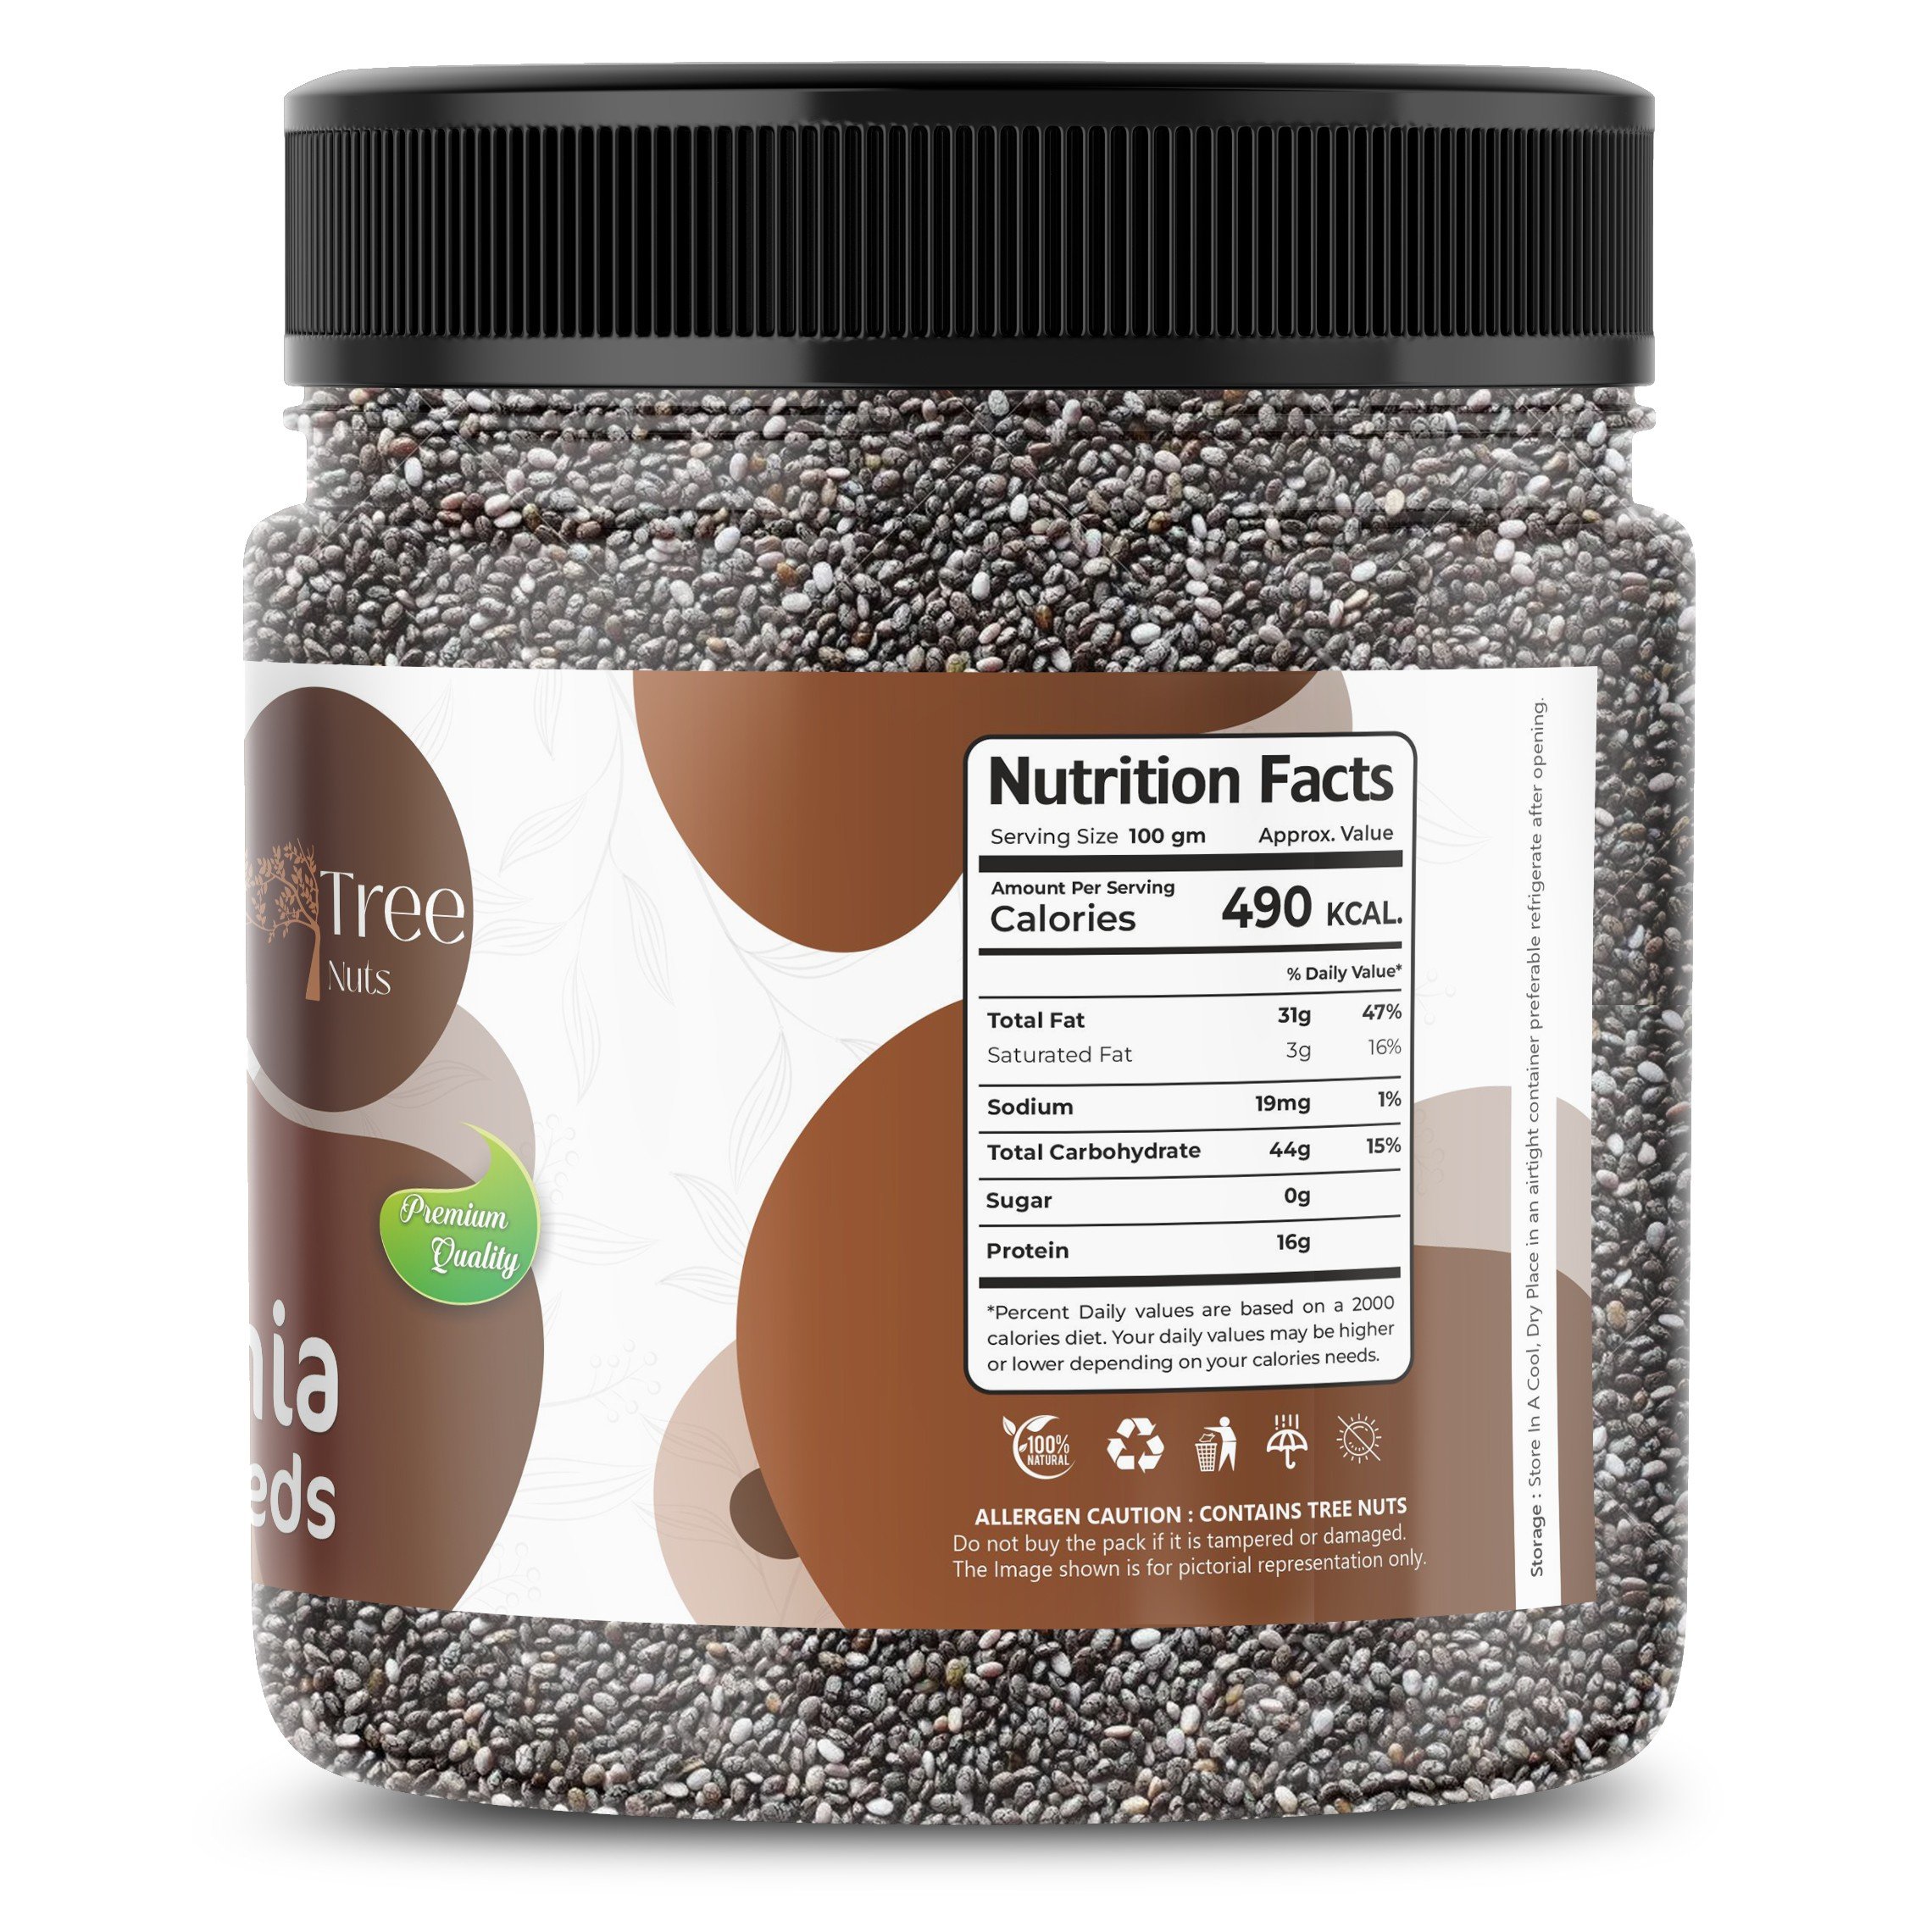 Tree
Nuts
Premium
Quality
Nutrition Facts
Serving Size 100 gm Approx. Value
Amount Per Serving
Calories 490 KCAL.
% Daily Value*
Total Fat 31g 47%
Saturated Fat 3g 16%
Sodium 19mg 1%
Total Carbohydrate 44g 15%
Sugar 0g
Protein 16g
*Percent Daily values are based on a 2000
calories diet. Your daily values may be higher
or lower depending on your calories needs.
100%
NATURAL
ALLERGEN CAUTION : CONTAINS TREE NUTS
Do not buy the pack if it is tampered or damaged.
The Image shown is for pictorial representation only.
Storage : Store In A Cool, Dry Place in an airtight container preferable refrigerate after opening.